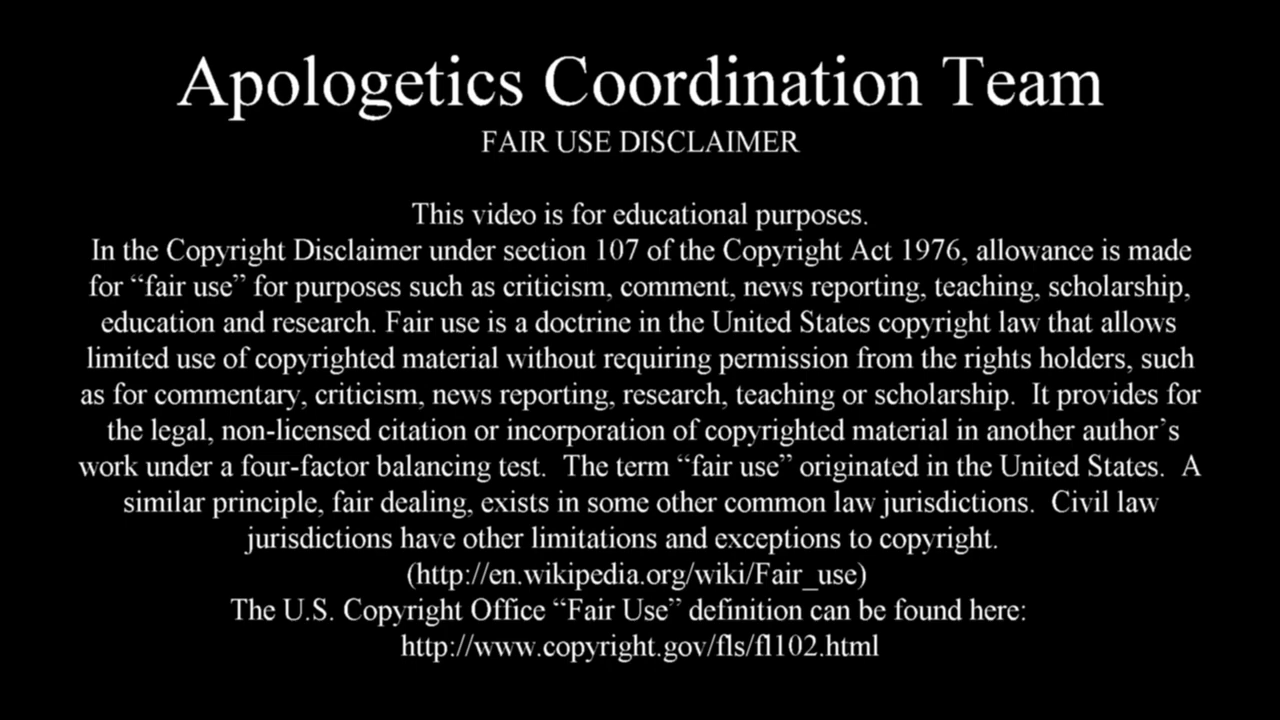 Apologetics Coordination Team
FAIR USE DISCLAIMER
This video is for educational purposes.
In the Copyright Disclaimer under section 107 of the Copyright Act 1976, allowance is made
for “fair use” for purposes such as criticism, comment, news reporting, teaching, scholarship,
education and research. Fair use is a doctrine in the United States copyright law that allows
limited use of copyrighted material without requiring permission from the rights holders, such
as for commentary, criticism, news reporting, research, teaching or scholarship.  It provides for
the legal, non-licensed citation or incorporation of copyrighted material in another author’s
work under a four-factor balancing test.  The term “fair use” originated in the United States.  A
similar principle, fair dealing, exists in some other common law jurisdictions.  Civil law
jurisdictions have other limitations and exceptions to copyright.
(http://en.wikipedia.org/wiki/Fair_use)
The U.S. Copyright Office “Fair Use” definition can be found here:
http://www.copyright.gov/fls/fl102.html